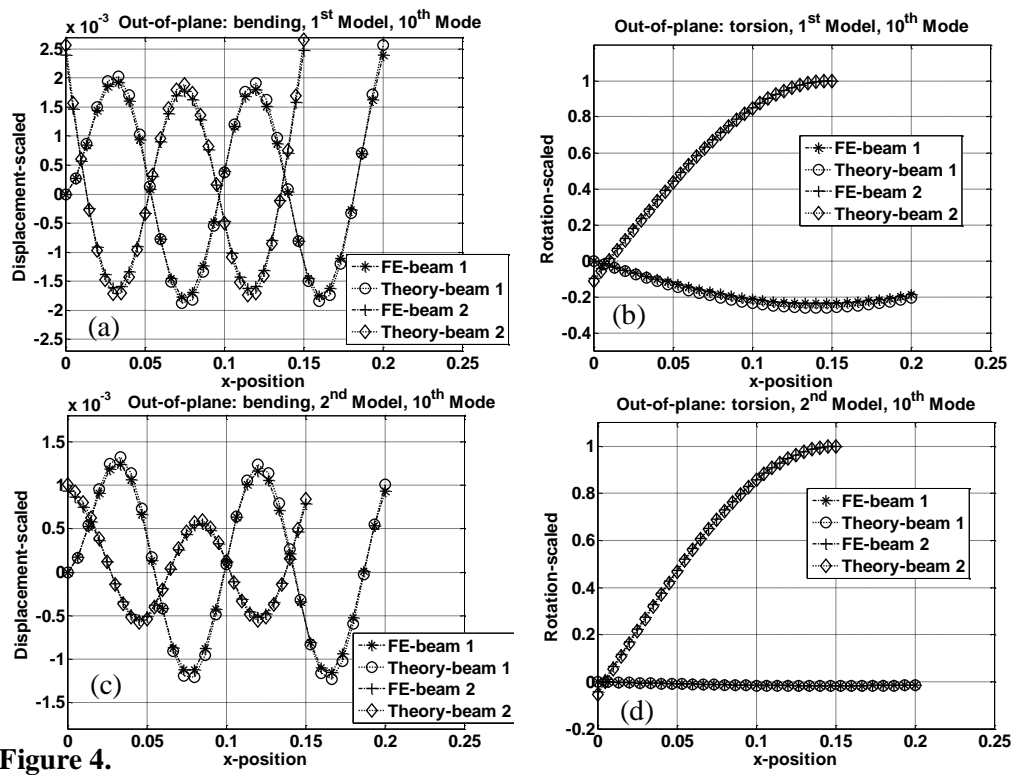 x 10⁻³
Out-of-plane: bending, 1st Model, 10th Mode
Displacement-scaled
2.5
2
1.5
1
0.5
0
-0.5
-1
-1.5
-2
-2.5
FE-beam 1
Theory-beam 1
FE-beam 2
Theory-beam 2
(a)
0
0.05
0.1
0.15
0.2
0.25
x-position
Out-of-plane: torsion, 1st Model, 10th Mode
Rotation-scaled
1
0.8
0.6
0.4
0.2
0
-0.2
-0.4
FE-beam 1
Theory-beam 1
FE-beam 2
Theory-beam 2
(b)
0
0.05
0.1
0.15
0.2
0.25
x-position
x 10⁻³
Out-of-plane: bending, 2nd Model, 10th Mode
Displacement-scaled
1.5
1
0.5
0
-0.5
-1
-1.5
FE-beam 1
Theory-beam 1
FE-beam 2
Theory-beam 2
(c)
0
0.05
0.1
0.15
0.2
0.25
x-position
Out-of-plane: torsion, 2nd Model, 10th Mode
Rotation-scaled
1
0.8
0.6
0.4
0.2
0
-0.2
FE-beam 1
Theory-beam 1
FE-beam 2
Theory-beam 2
(d)
0
0.05
0.1
0.15
0.2
0.25
x-position
Figure 4.